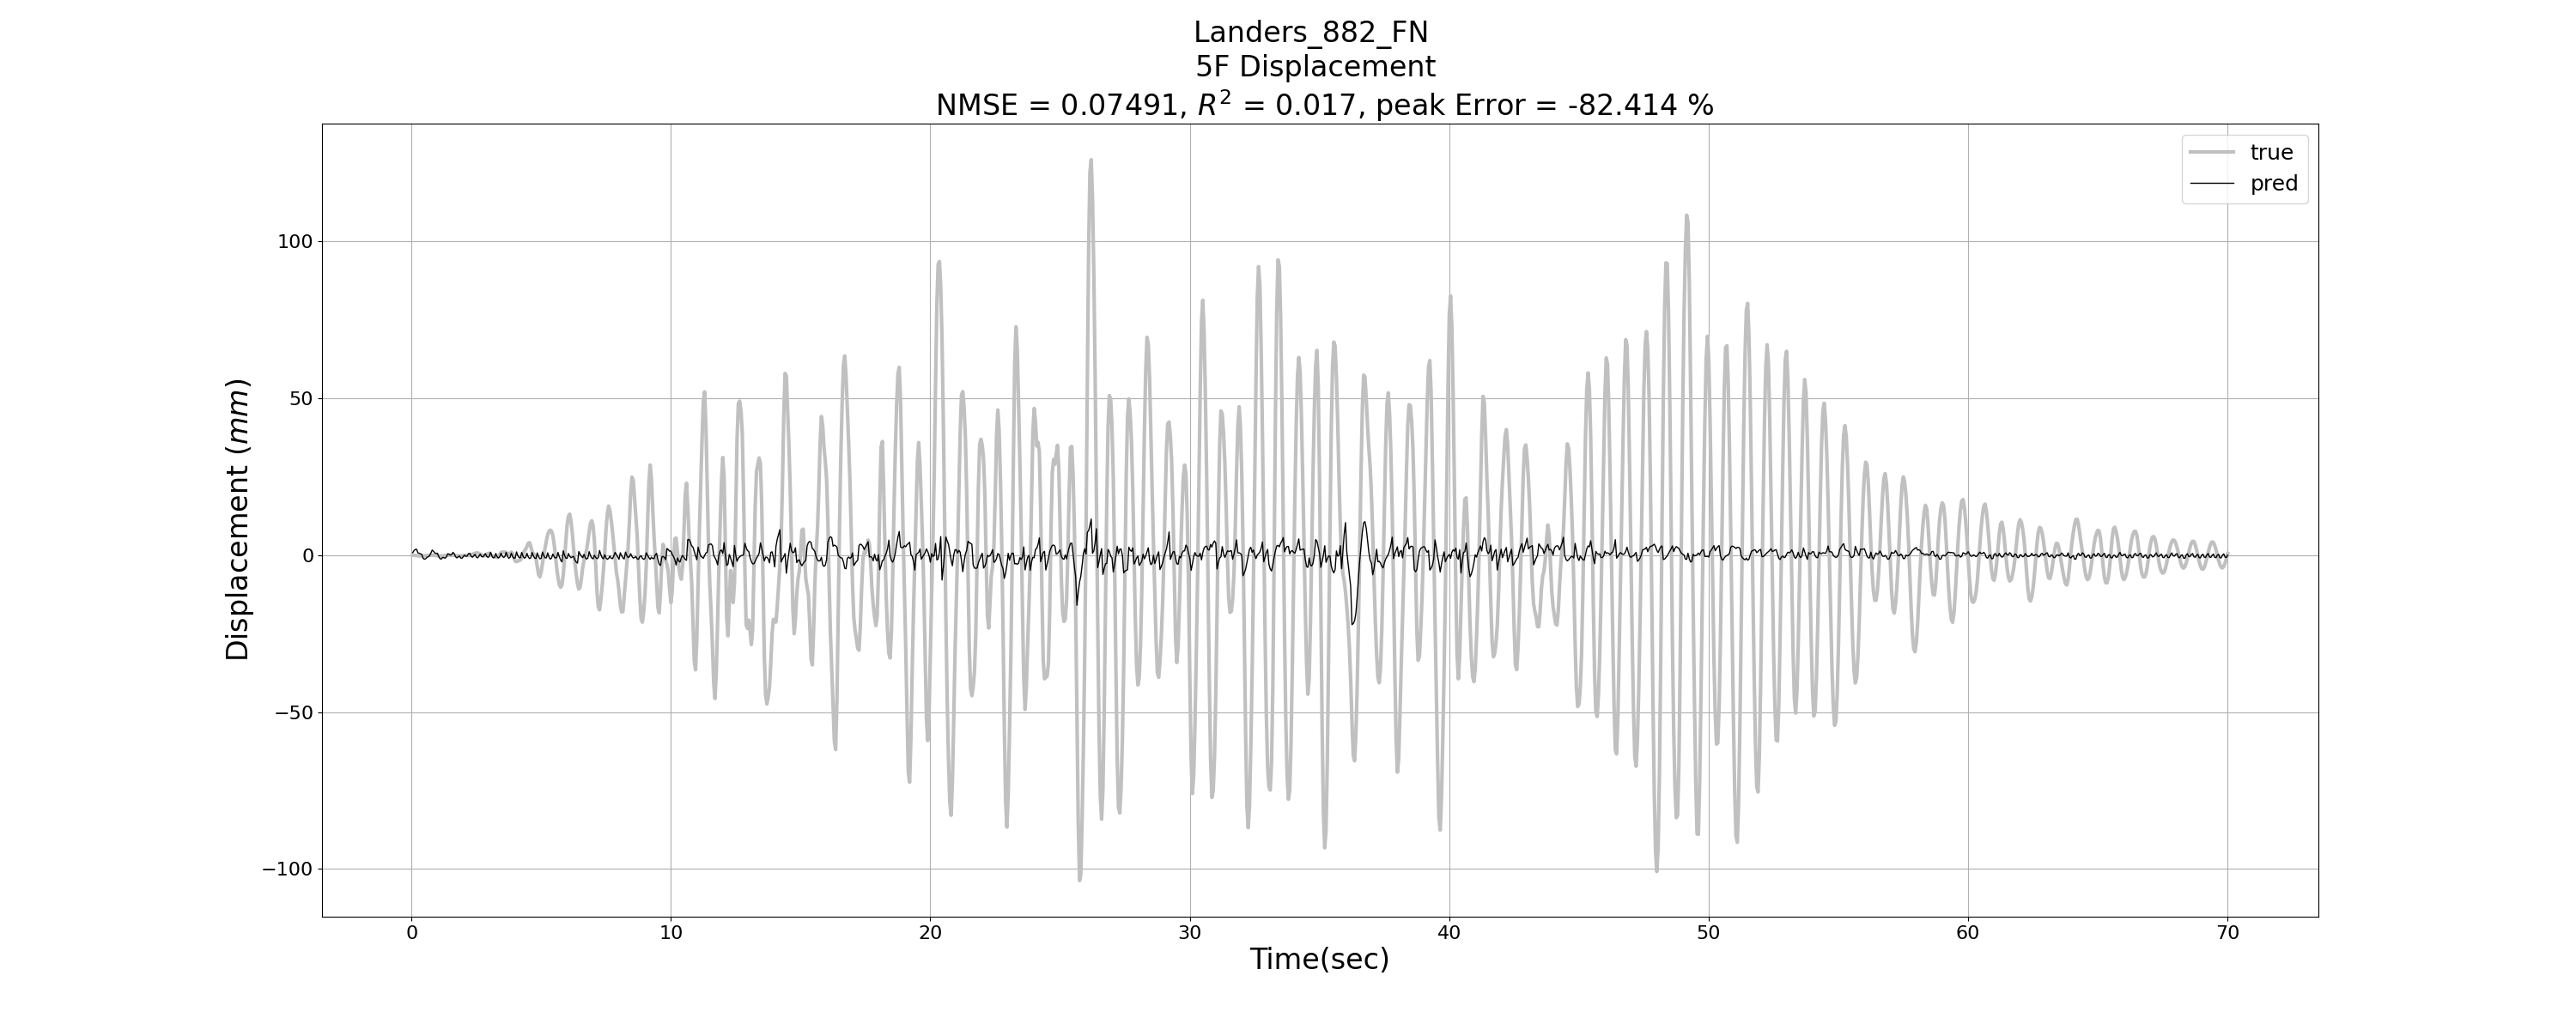 Landers_882_FN
5F Displacement
NMSE = 0.07491, R² = 0.017, peak Error = -82.414 %
true
pred
100
50
0
−50
−100
Displacement (mm)
0 10 20 30 40 50 60 70
Time(sec)